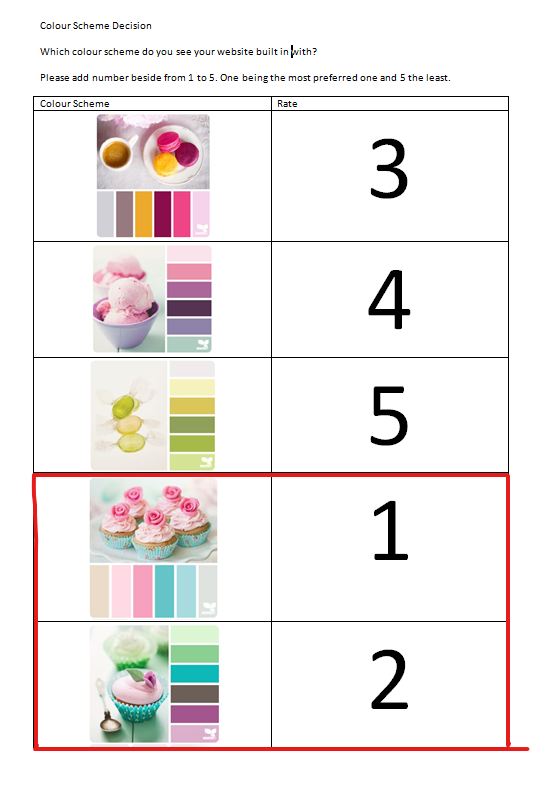 Colour Scheme Decision
Which colour scheme do you see your website built in with?
Please add number beside from 1 to 5. One being the most preferred one and 5 the least.
Colour Scheme Rate
3
4
5
1
2